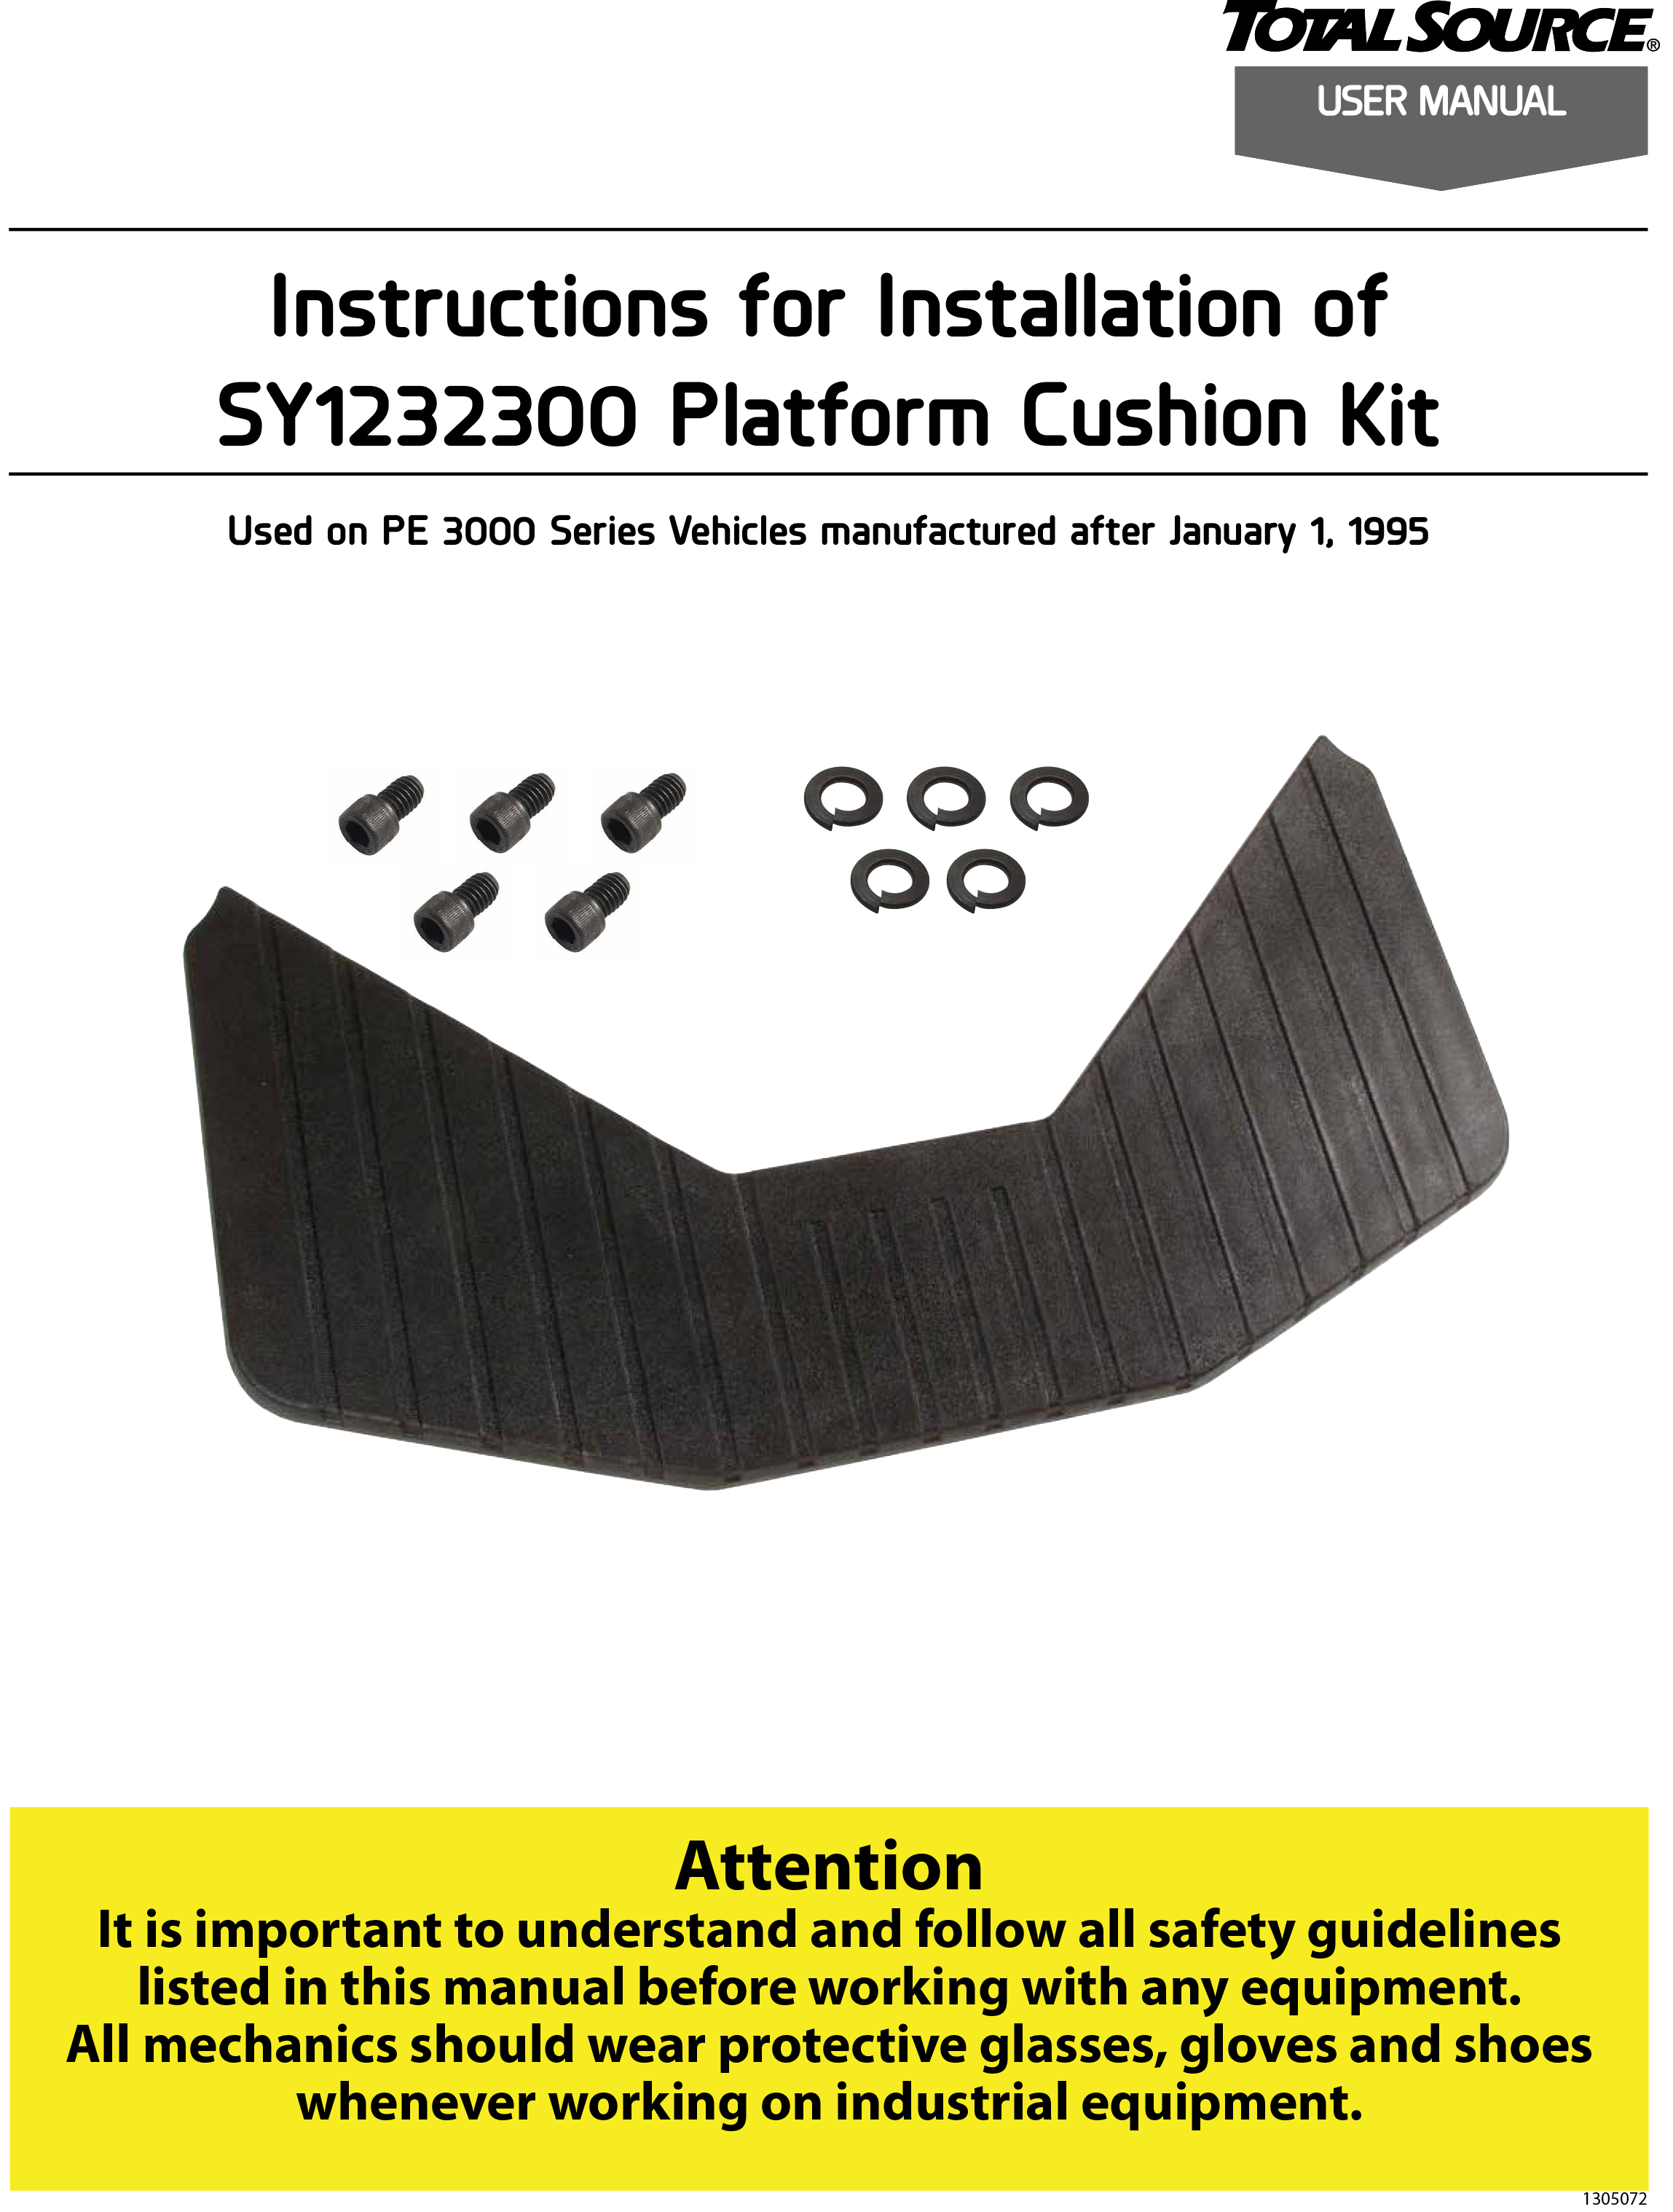 TOTALSOURCE®
USER MANUAL
Instructions for Installation of
SY1232300 Platform Cushion Kit
Used on PE 3000 Series Vehicles manufactured after January 1, 1995
Attention
It is important to understand and follow all safety guidelines
listed in this manual before working with any equipment.
All mechanics should wear protective glasses, gloves and shoes
whenever working on industrial equipment.
1305072